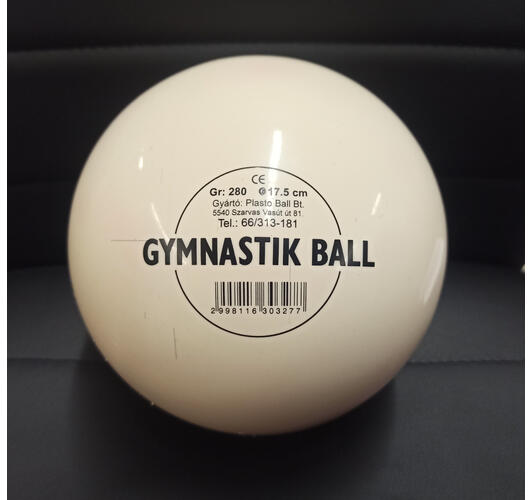 CE
Gr: 280 17.5 cm
Gyártó: Plasto Ball Bt.
5540 Szarvas Vasút út 81.
Tel.: 66/313-181
GYMNASTIK BALL
2 998116 303277